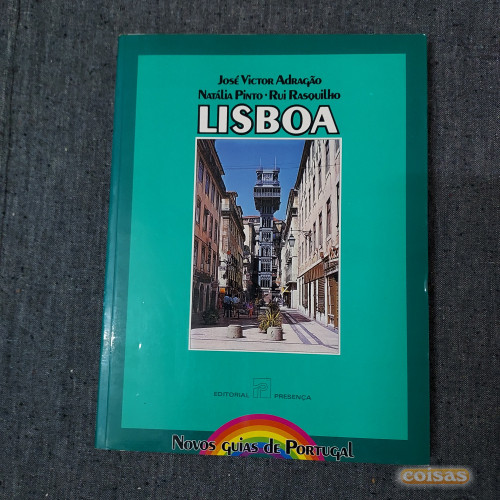 José Victor Adragão
Natália Pinto · Rui Rasquilho
LISBOA
EDITORIAL PRESENÇA
Novos guias de Portugal
coisas